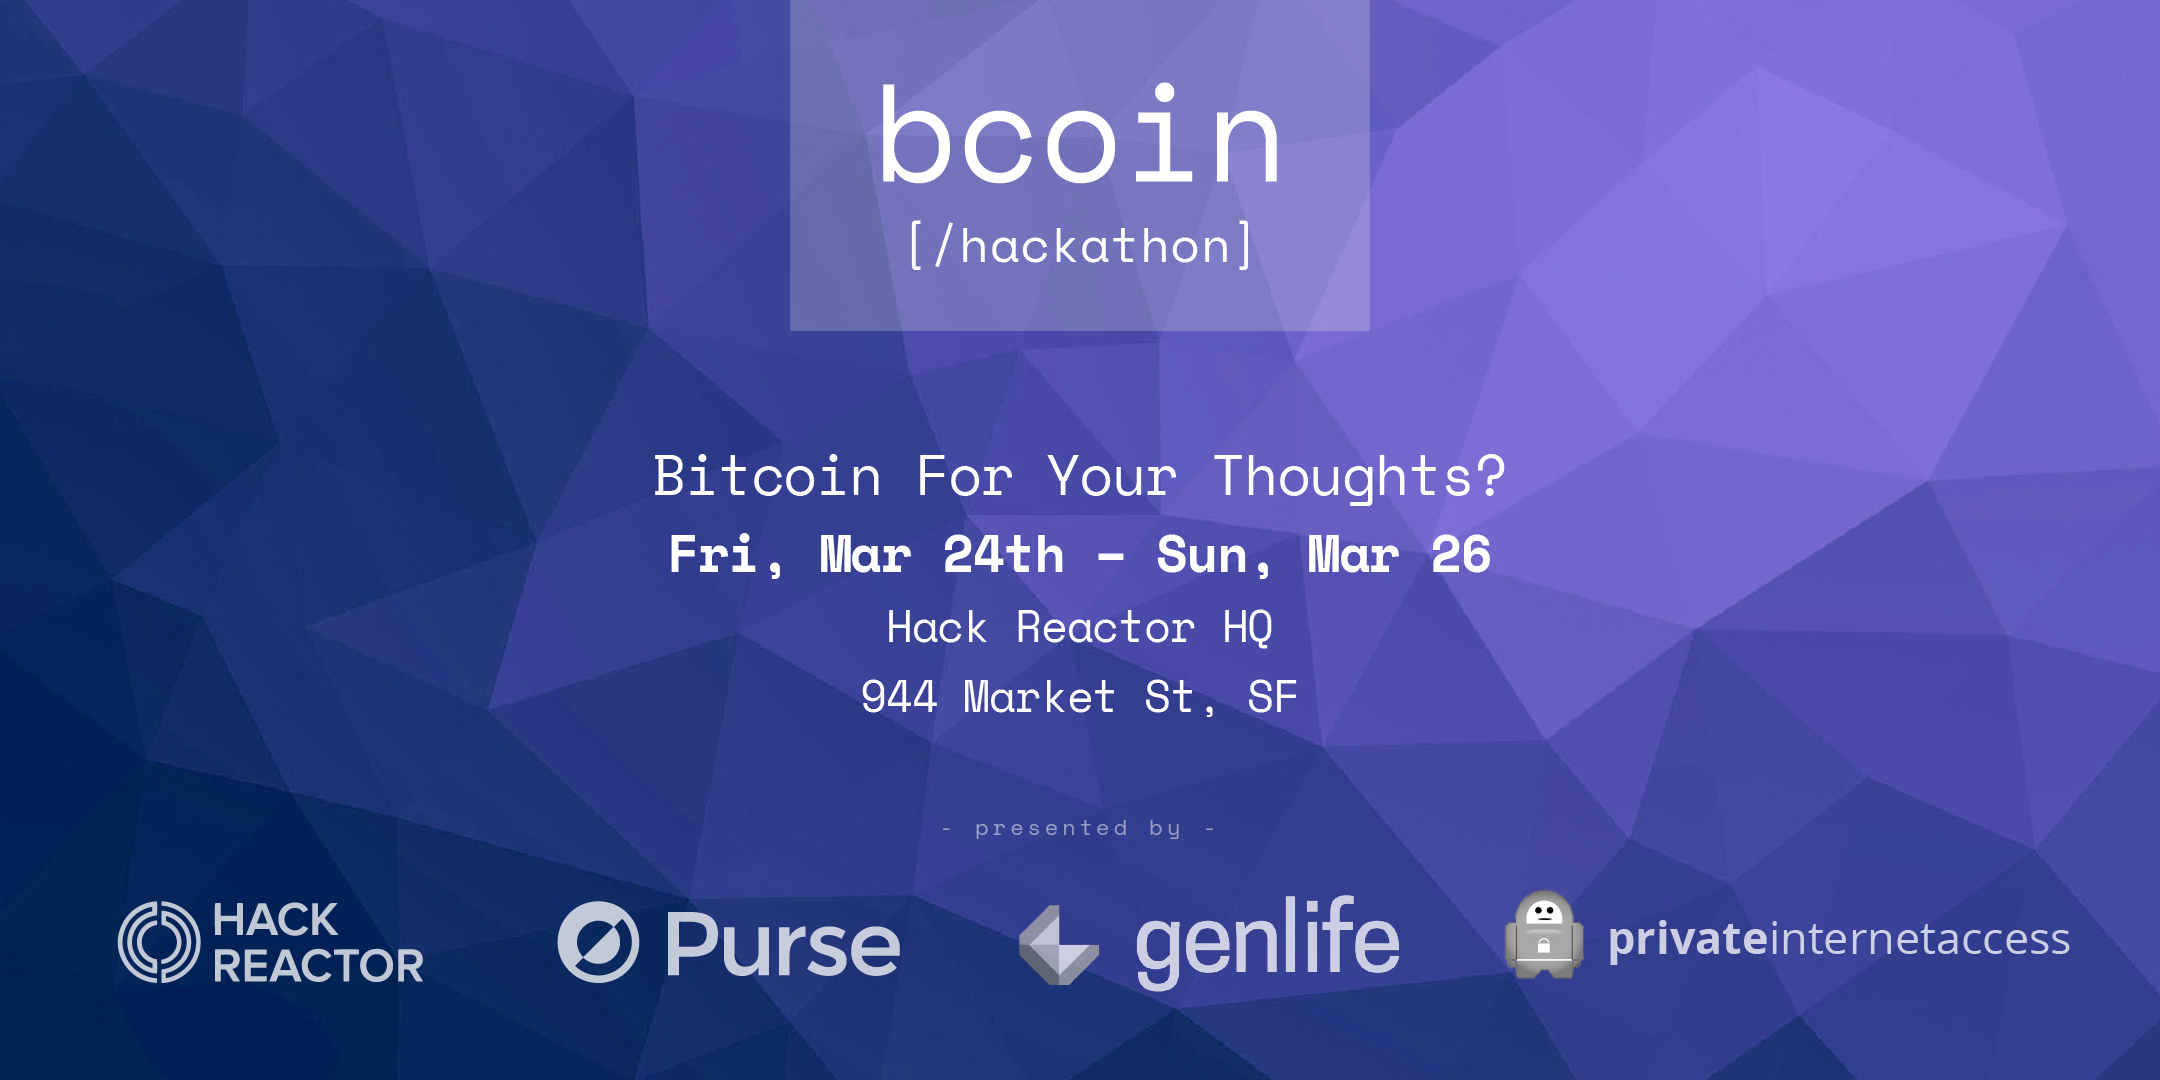 bcoin
[/hackathon]
Bitcoin For Your Thoughts?
Fri, Mar 24th – Sun, Mar 26
Hack Reactor HQ
944 Market St, SF
- presented by -
HACK
REACTOR
Purse
genlife
privateinternetaccess